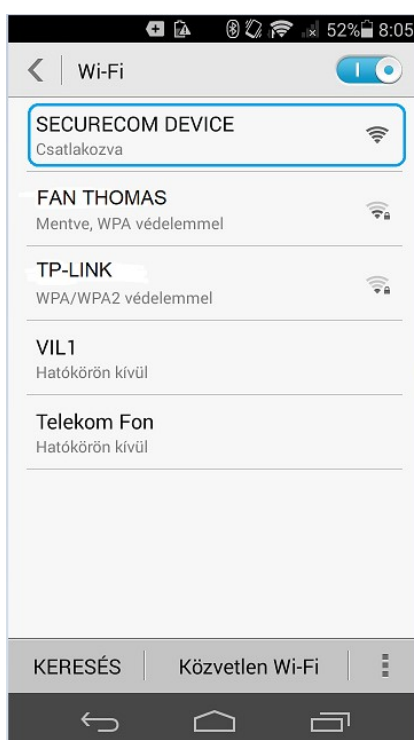 52% 8:05
Wi-Fi
SECURECOM DEVICE
Csatlakozva
FAN THOMAS
Mentve, WPA védelemmel
TP-LINK
WPA/WPA2 védelemmel
VIL1
Hatókörön kívül
Telekom Fon
Hatókörön kívül
KERESÉS Közvetlen Wi-Fi